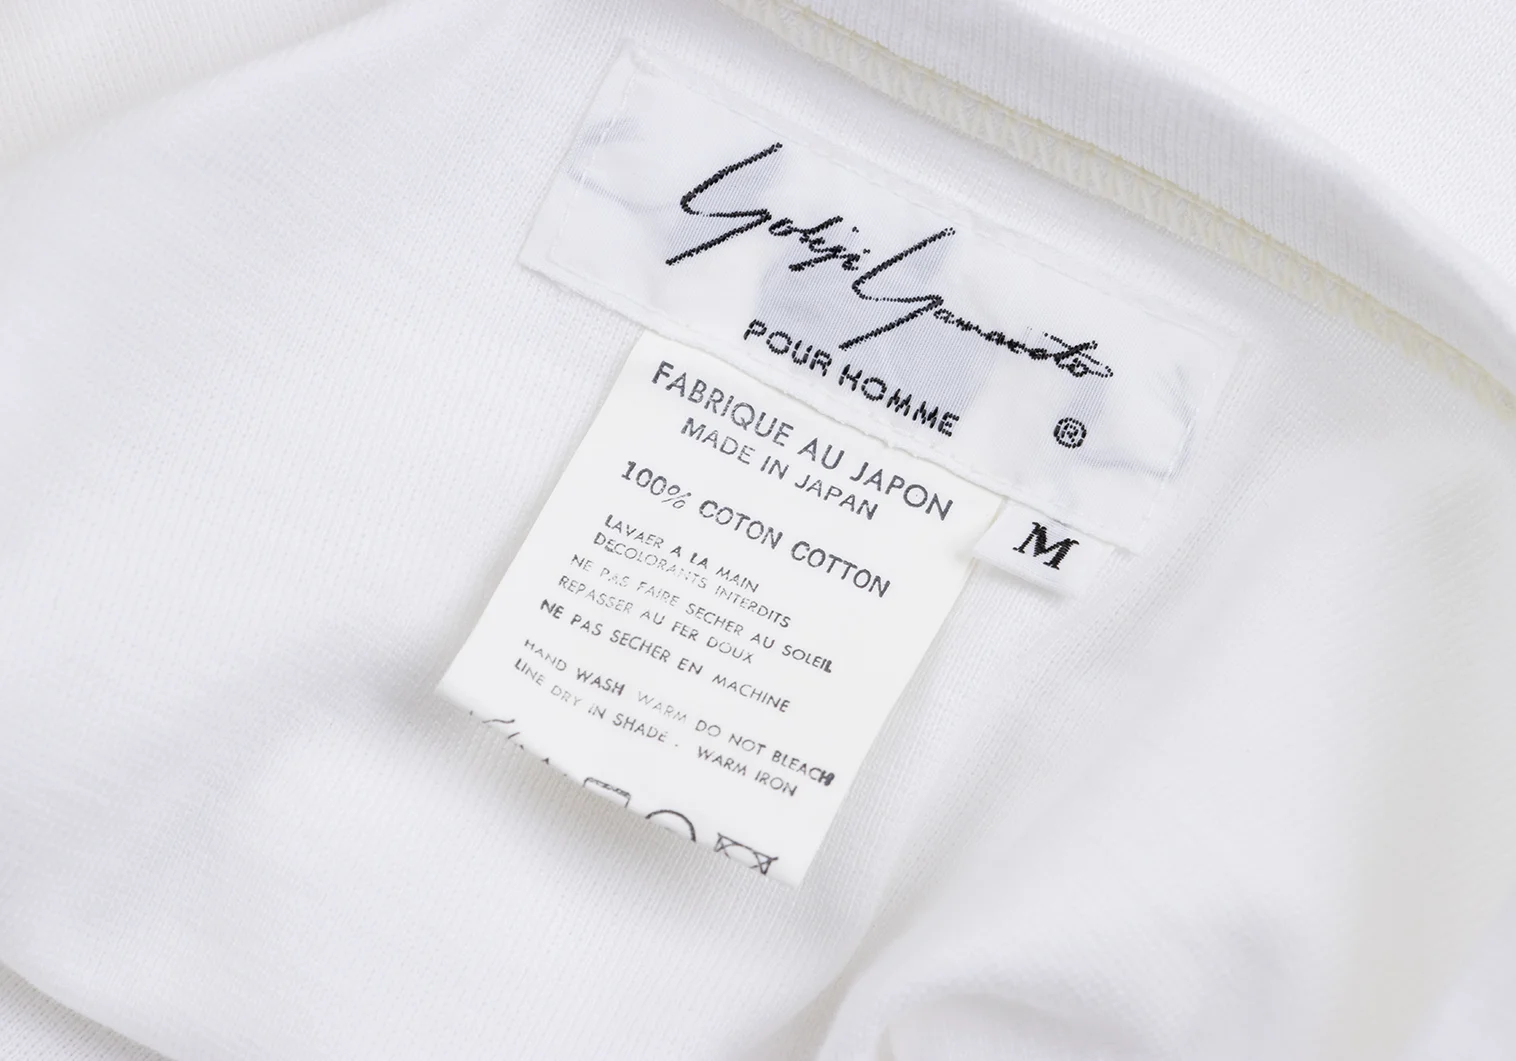 Yohji Yamamoto
POUR HOMME
®
M
FABRIQUE AU JAPON
MADE IN JAPAN
100% COTON COTTON
LAVAER A LA MAIN
DECOLORANTS INTERDITS
NE PAS FAIRE SECHER AU SOLEIL
REPASSER AU FER DOUX
NE PAS SECHER EN MACHINE
HAND WASH WARM DO NOT BLEACH
LINE DRY IN SHADE. WARM IRON